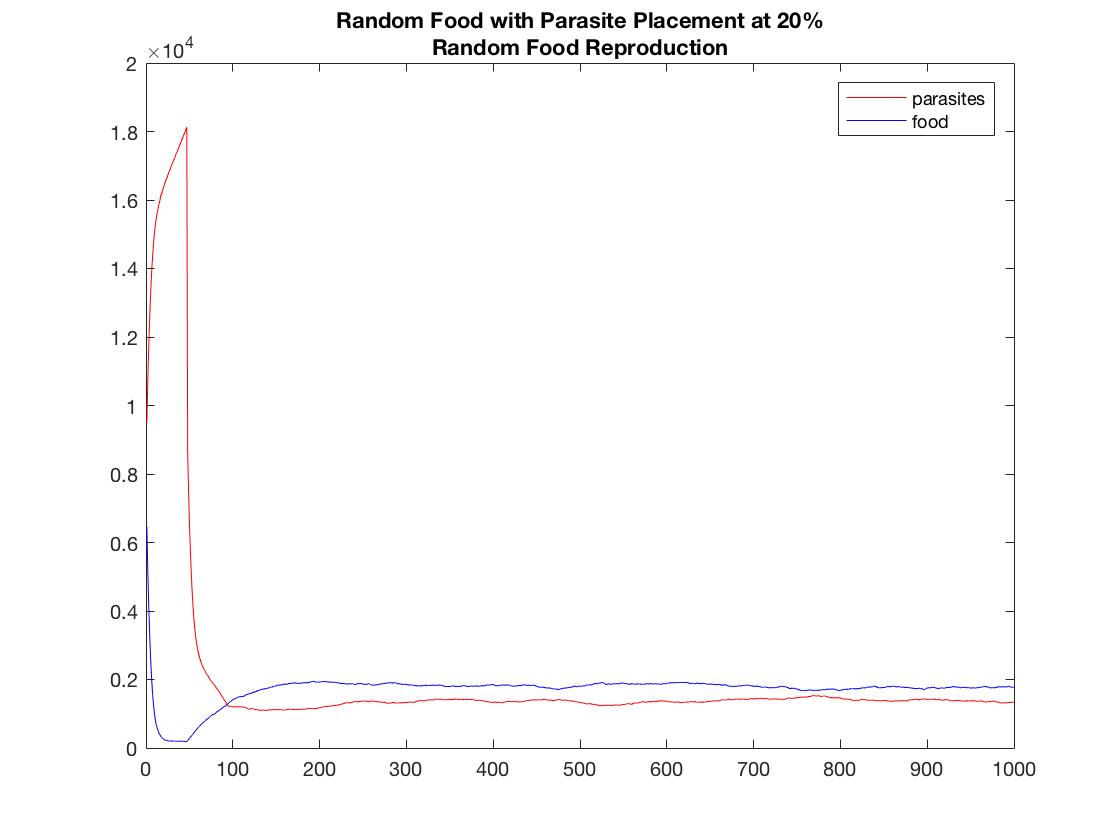 Random Food with Parasite Placement at 20%
Random Food Reproduction
×10⁴
parasites
food
2
1.8
1.6
1.4
1.2
1
0.8
0.6
0.4
0.2
0
0 100 200 300 400 500 600 700 800 900 1000